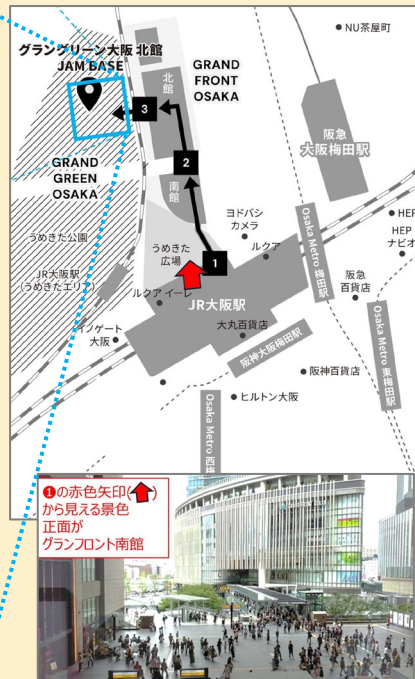 グラングリーン大阪 北館
JAM BASE
NU茶屋町
GRAND
FRONT
OSAKA
北館
3
阪急
大阪梅田駅
GRAND
GREEN
OSAKA
2
南館
うめきた公園
ヨドバシ
カメラ
Osaka Metro 梅田駅
HEP
HEP
ナビオ
うめきた
広場
1
ルクア
JR大阪駅
(うめきたエリア)
阪急
百貨店
ルクア イーレ
JR大阪駅
イノゲート
大阪
大丸百貨店
阪神大阪梅田駅
Osaka Metro 東梅田駅
阪神百貨店
ヒルトン大阪
Osaka Metro 西梅
❶の赤色矢印( )
から見える景色
正面が
グランフロント南館